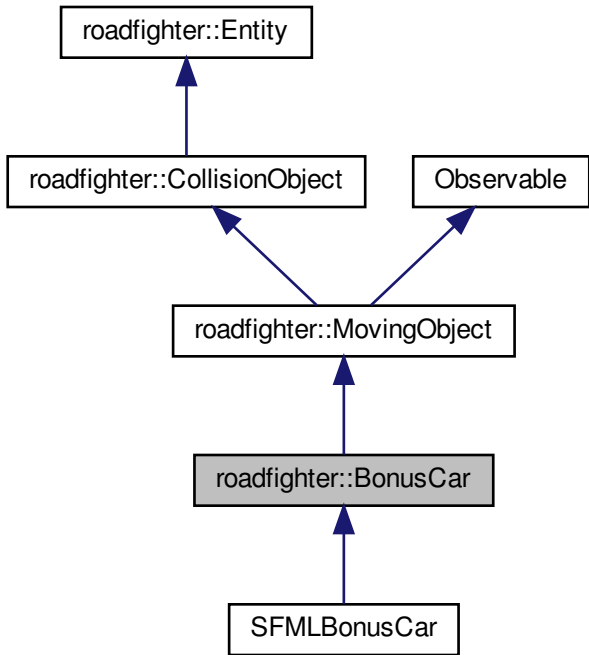 roadfighter::Entity
roadfighter::CollisionObject
Observable
roadfighter::MovingObject
roadfighter::BonusCar
SFMLBonusCar